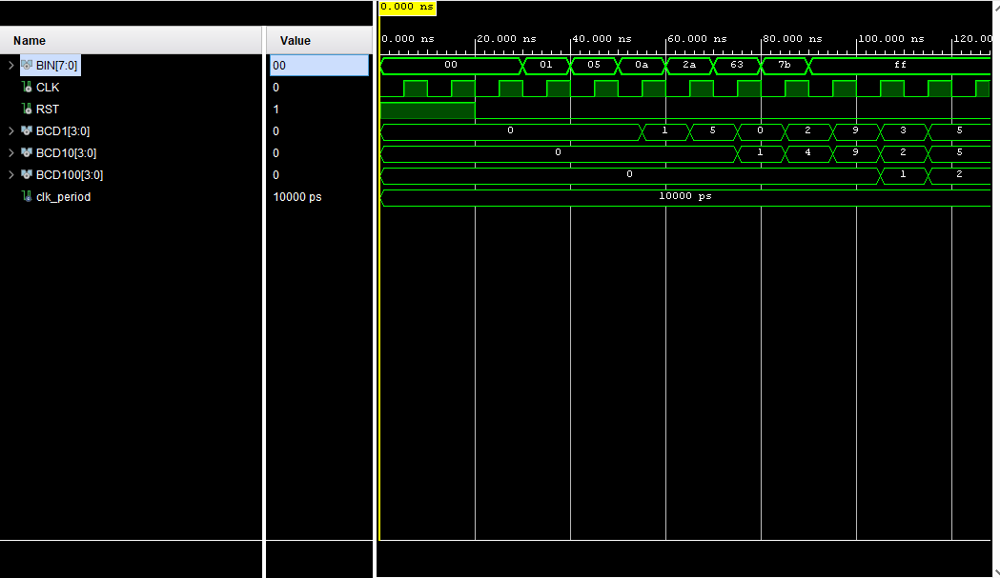 0.000 ns
Name Value
0.000 ns 20.000 ns 40.000 ns 60.000 ns 80.000 ns 100.000 ns 120.00
BIN[7:0] 00 00 01 05 0a 2a 63 7b ff
CLK 0
RST 1
BCD1[3:0] 0 0 1 5 0 2 9 3 5
BCD10[3:0] 0 0 1 4 9 2 5
BCD100[3:0] 0 0 1 2
clk_period 10000 ps 10000 ps